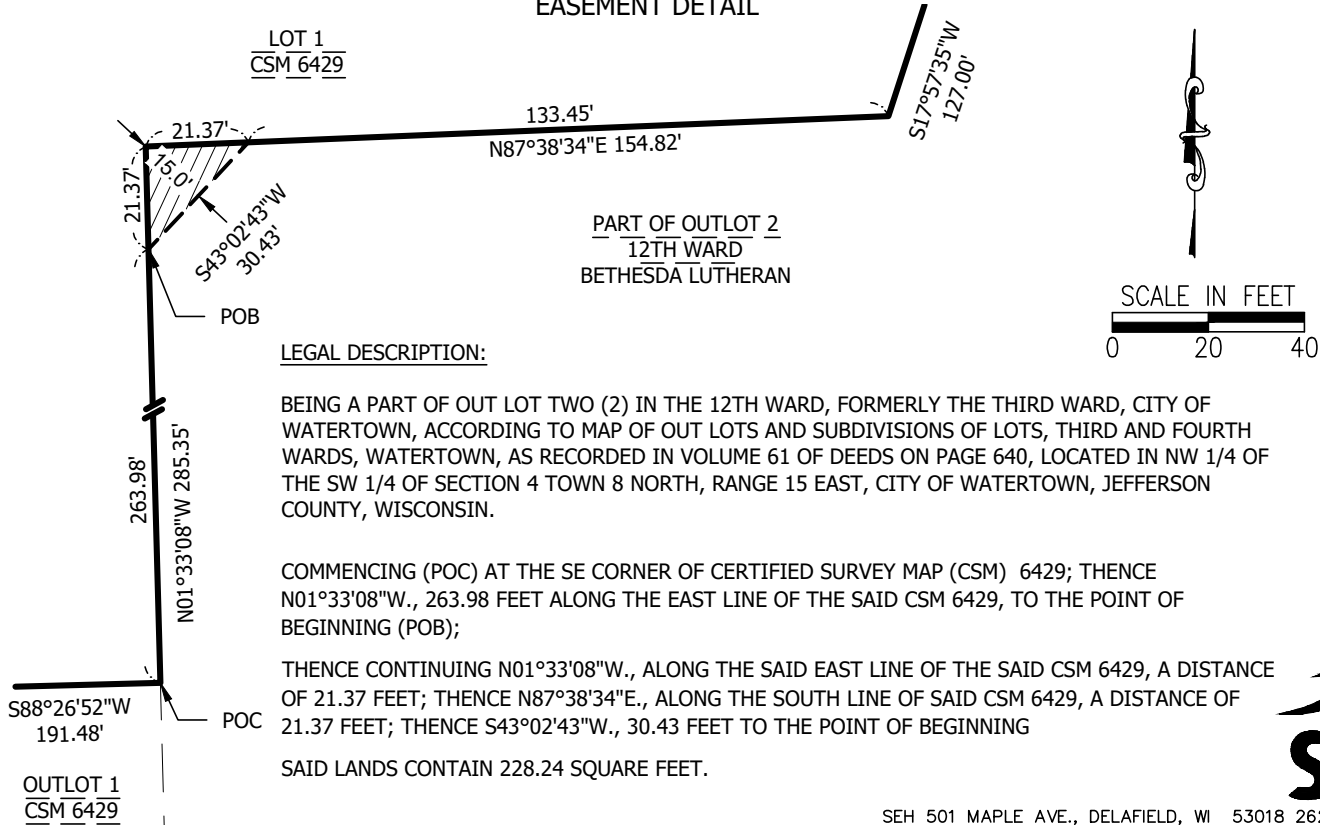 EASEMENT DETAIL
LOT 1
CSM 6429
S17°57'35"W
127.00'
133.45'
N87°38'34"E 154.82'
21.37'
15.0'
21.37'
S43°02'43"W
30.43'
PART OF OUTLOT 2
12TH WARD
BETHESDA LUTHERAN
POB
SCALE IN FEET
0 20 40
LEGAL DESCRIPTION:
BEING A PART OF OUT LOT TWO (2) IN THE 12TH WARD, FORMERLY THE THIRD WARD, CITY OF
WATERTOWN, ACCORDING TO MAP OF OUT LOTS AND SUBDIVISIONS OF LOTS, THIRD AND FOURTH
WARDS, WATERTOWN, AS RECORDED IN VOLUME 61 OF DEEDS ON PAGE 640, LOCATED IN NW 1/4 OF
THE SW 1/4 OF SECTION 4 TOWN 8 NORTH, RANGE 15 EAST, CITY OF WATERTOWN, JEFFERSON
COUNTY, WISCONSIN.
263.98'
N01°33'08"W 285.35'
COMMENCING (POC) AT THE SE CORNER OF CERTIFIED SURVEY MAP (CSM) 6429; THENCE
N01°33'08"W., 263.98 FEET ALONG THE EAST LINE OF THE SAID CSM 6429, TO THE POINT OF
BEGINNING (POB);
THENCE CONTINUING N01°33'08"W., ALONG THE SAID EAST LINE OF THE SAID CSM 6429, A DISTANCE
OF 21.37 FEET; THENCE N87°38'34"E., ALONG THE SOUTH LINE OF SAID CSM 6429, A DISTANCE OF
21.37 FEET; THENCE S43°02'43"W., 30.43 FEET TO THE POINT OF BEGINNING
SAID LANDS CONTAIN 228.24 SQUARE FEET.
S88°26'52"W
191.48'
POC
OUTLOT 1
CSM 6429
SEH 501 MAPLE AVE., DELAFIELD, WI 53018 26